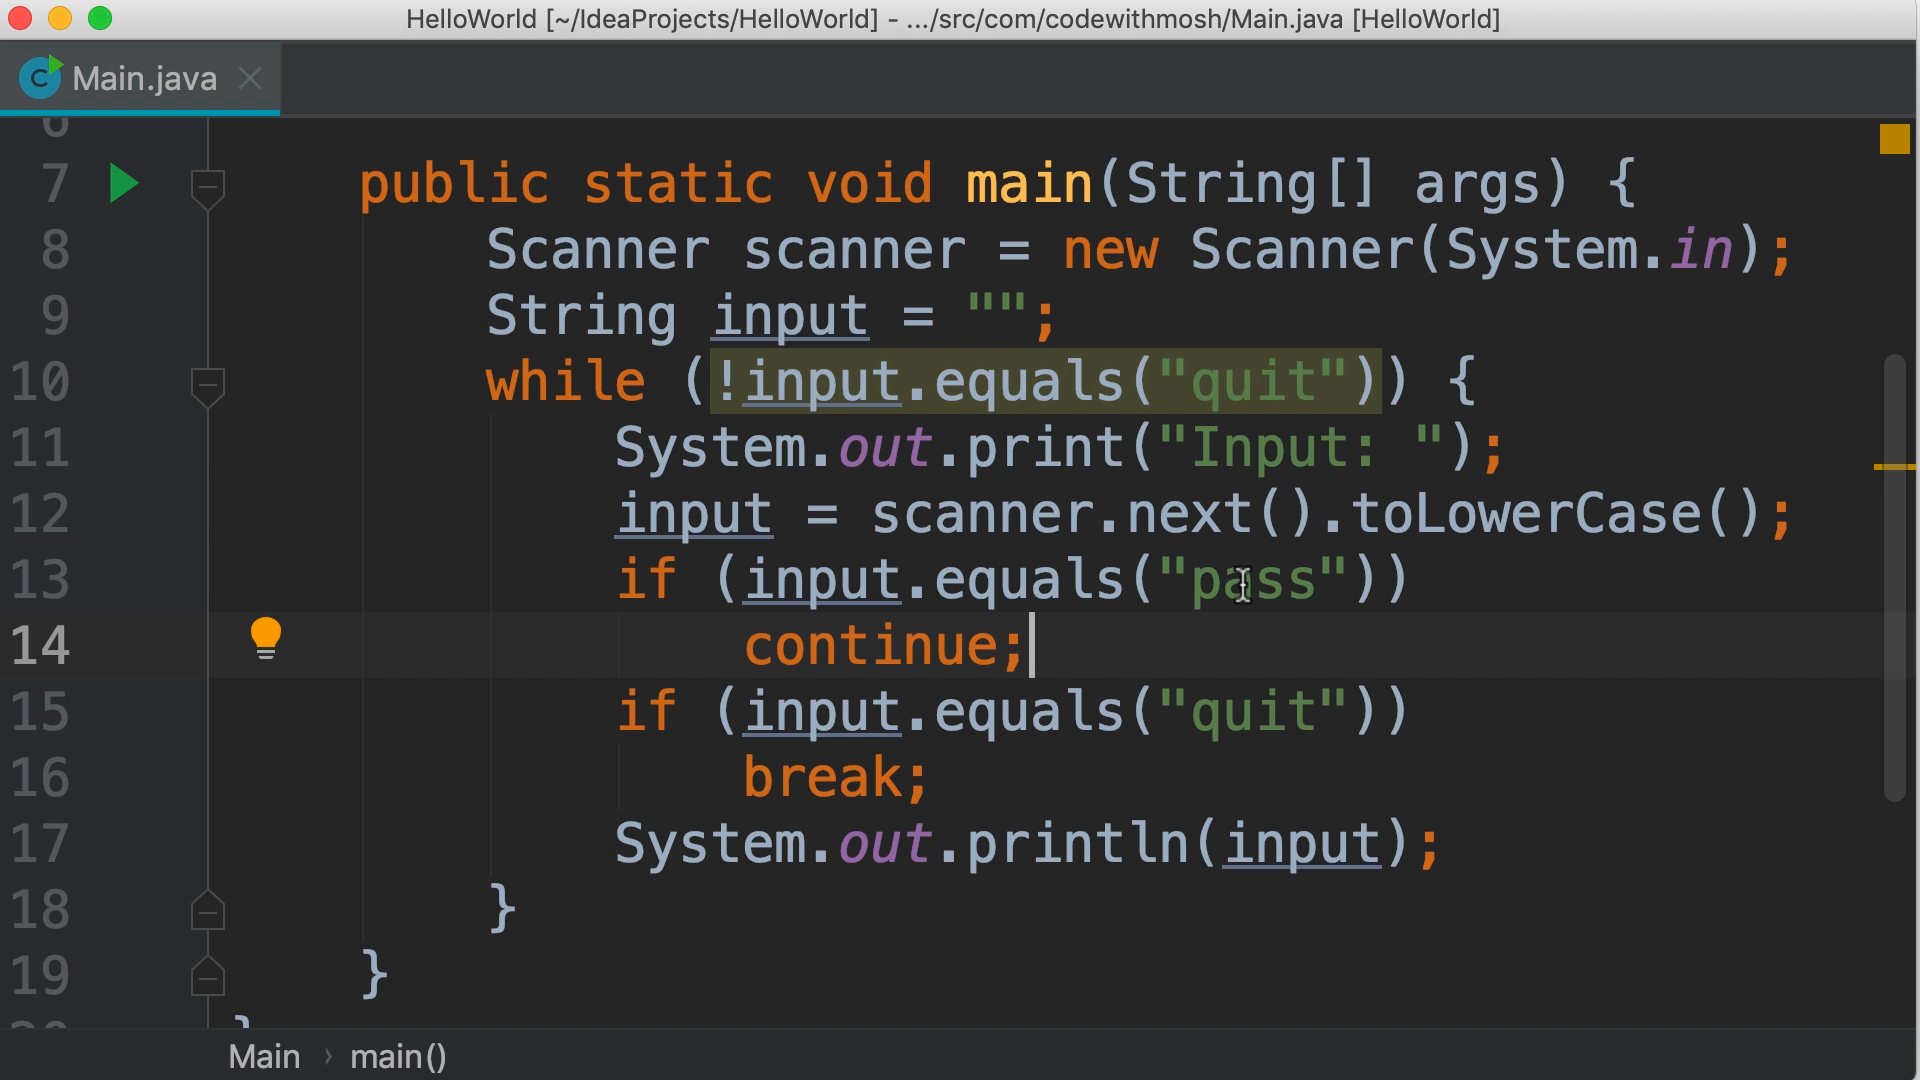 HelloWorld [~/IdeaProjects/HelloWorld] - .../src/com/codewithmosh/Main.java [HelloWorld]
Main.java
6
7 public static void main(String[] args) {
8 Scanner scanner = new Scanner(System.in);
9 String input = "";
10 while (!input.equals("quit")) {
11 System.out.print("Input: ");
12 input = scanner.next().toLowerCase();
13 if (input.equals("pass"))
14 continue;
15 if (input.equals("quit"))
16 break;
17 System.out.println(input);
18 }
19 }
20 }
Main › main()